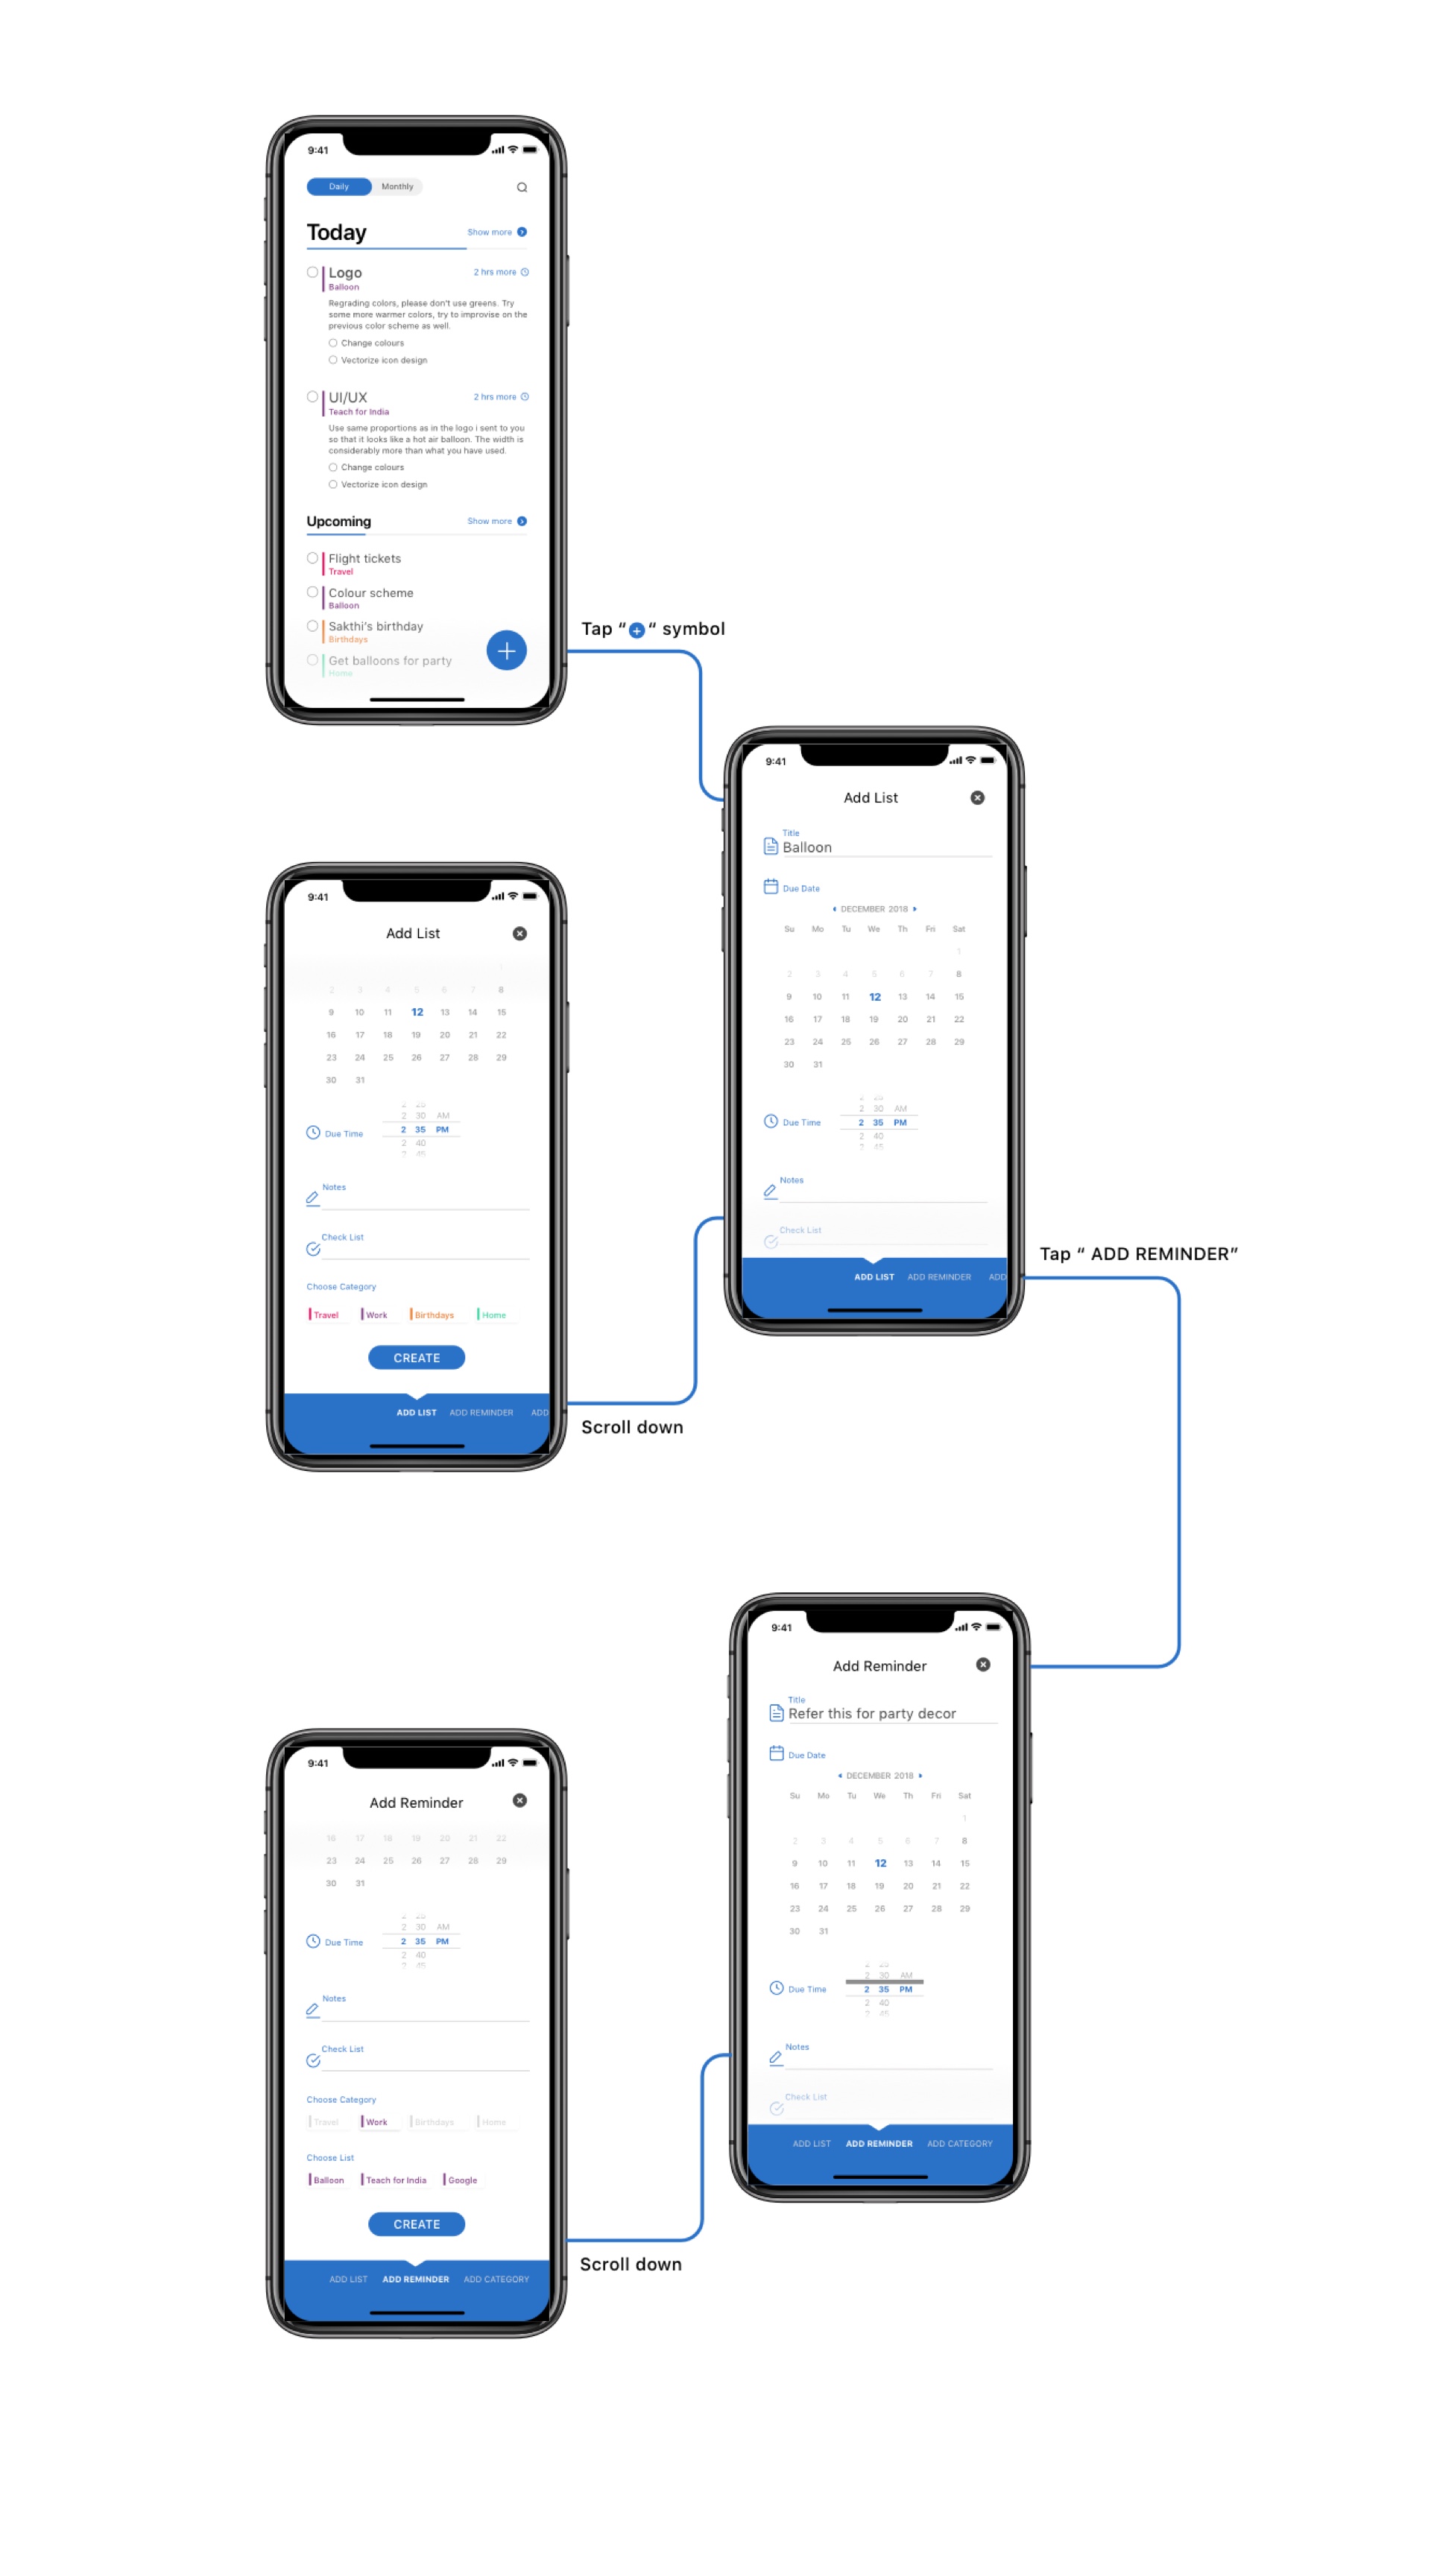 9:41
Daily Monthly
Today Show more
Logo 2 hrs more
Balloon
Regrading colors, please don't use greens. Try
some more warmer colors, try to improvise on the
previous color scheme as well.
Change colours
Vectorize icon design
UI/UX 2 hrs more
Teach for India
Use same proportions as in the logo i sent to you
so that it looks like a hot air balloon. The width is
considerably more than what you have used.
Change colours
Vectorize icon design
Upcoming Show more
Flight tickets
Travel
Colour scheme
Balloon
Sakthi's birthday
Birthdays
Get balloons for party
Home
Tap “ “ symbol
9:41
Add List
Title
Balloon
Due Date
DECEMBER 2018
Su Mo Tu We Th Fri Sat
1
2 3 4 5 6 7 8
9 10 11 12 13 14 15
16 17 18 19 20 21 22
23 24 25 26 27 28 29
30 31
2 25
2 30 AM
Due Time 2 35 PM
2 40
2 45
Notes
Check List
ADD LIST ADD REMINDER ADD
9:41
Add List
1
2 3 4 5 6 7 8
9 10 11 12 13 14 15
16 17 18 19 20 21 22
23 24 25 26 27 28 29
30 31
2 25
2 30 AM
Due Time 2 35 PM
2 40
2 45
Notes
Check List
Choose Category
Travel Work Birthdays Home
CREATE
ADD LIST ADD REMINDER ADD
Scroll down
Tap “ ADD REMINDER”
9:41
Add Reminder
Title
Refer this for party decor
Due Date
DECEMBER 2018
Su Mo Tu We Th Fri Sat
1
2 3 4 5 6 7 8
9 10 11 12 13 14 15
16 17 18 19 20 21 22
23 24 25 26 27 28 29
30 31
2 25
2 30 AM
Due Time 2 35 PM
2 40
2 45
Notes
Check List
ADD LIST ADD REMINDER ADD CATEGORY
9:41
Add Reminder
16 17 18 19 20 21 22
23 24 25 26 27 28 29
30 31
2 25
2 30 AM
Due Time 2 35 PM
2 40
2 45
Notes
Check List
Choose Category
Travel Work Birthdays Home
Choose List
Balloon Teach for India Google
CREATE
ADD LIST ADD REMINDER ADD CATEGORY
Scroll down